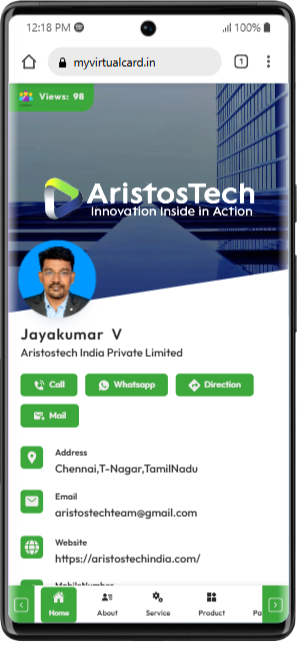 12:18 PM
100%
myvirtualcard.in
1
Views: 98
AristosTech
Innovation Inside in Action
Jayakumar V
Aristostech India Private Limited
Call
Whatsapp
Direction
Mail
Address
Chennai,T-Nagar,TamilNadu
Email
aristostechteam@gmail.com
Website
https://aristostechindia.com/
MobileNumber
Home
About
Service
Product